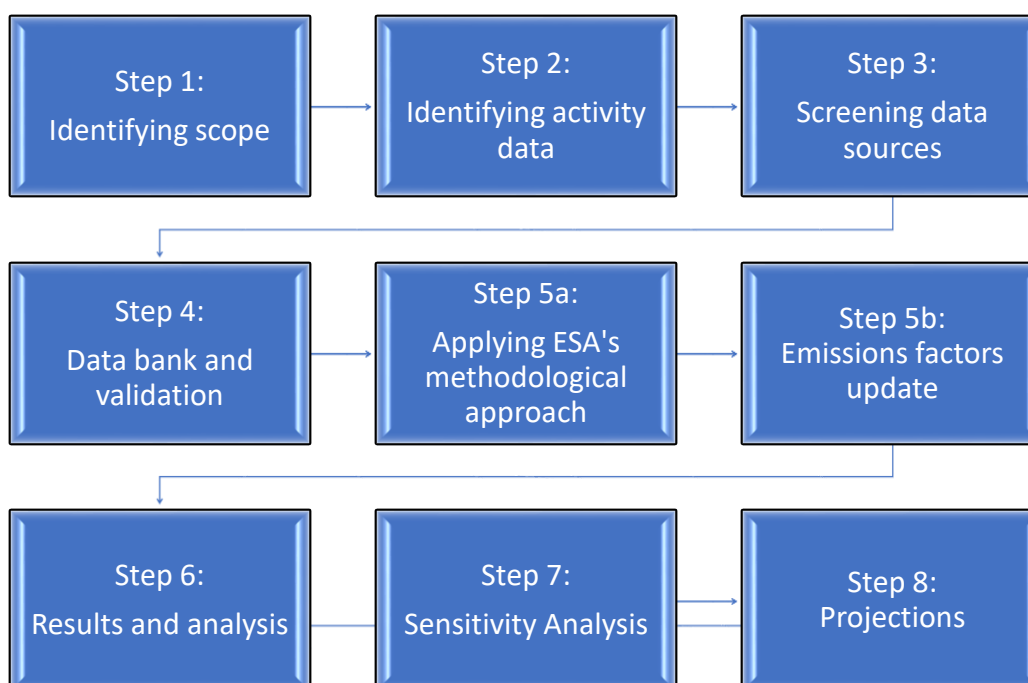 Step 1:
Identifying scope
Step 2:
Identifying activity
data
Step 3:
Screening data
sources
Step 4:
Data bank and
validation
Step 5a:
Applying ESA's
methodological
approach
Step 5b:
Emissions factors
update
Step 6:
Results and analysis
Step 7:
Sensitivity Analysis
Step 8:
Projections